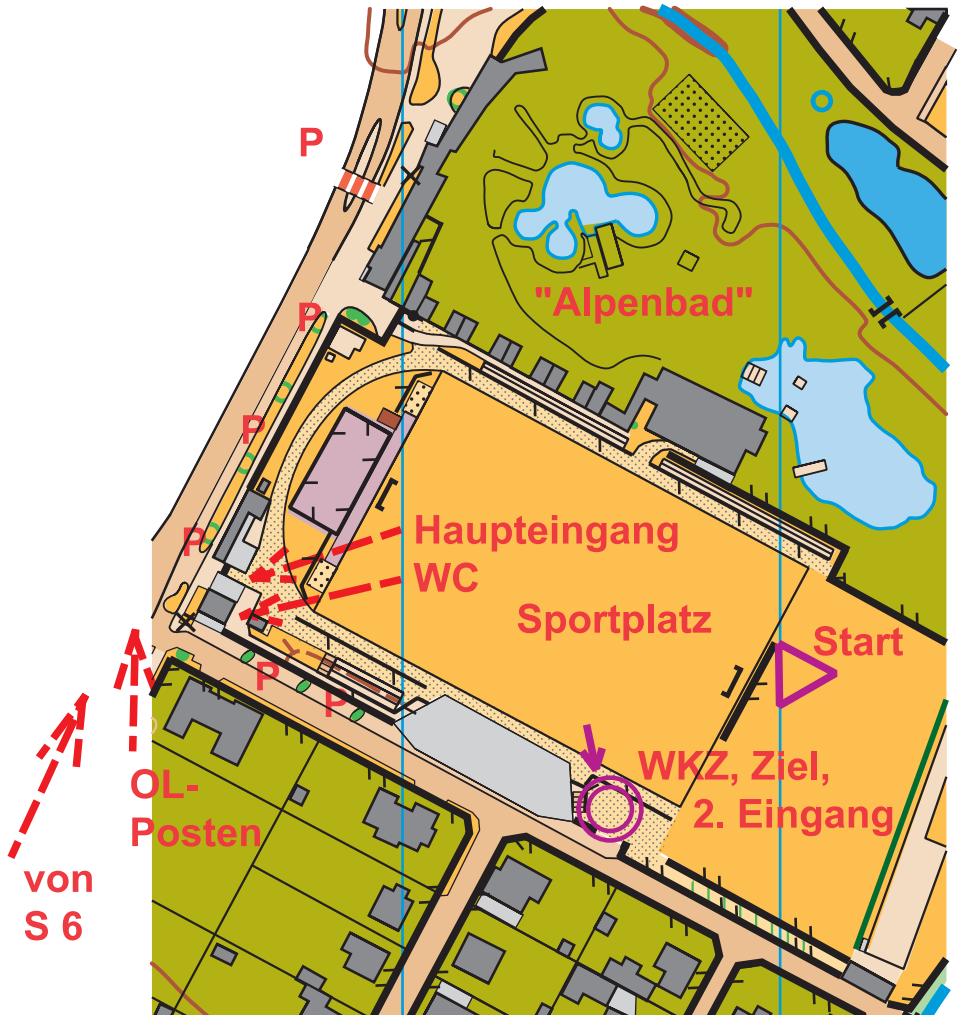 P
"Alpenbad"
P
P
P
Haupteingang
WC
Sportplatz
Start
P
P
OL-
Posten
WKZ, Ziel,
2. Eingang
von
S 6